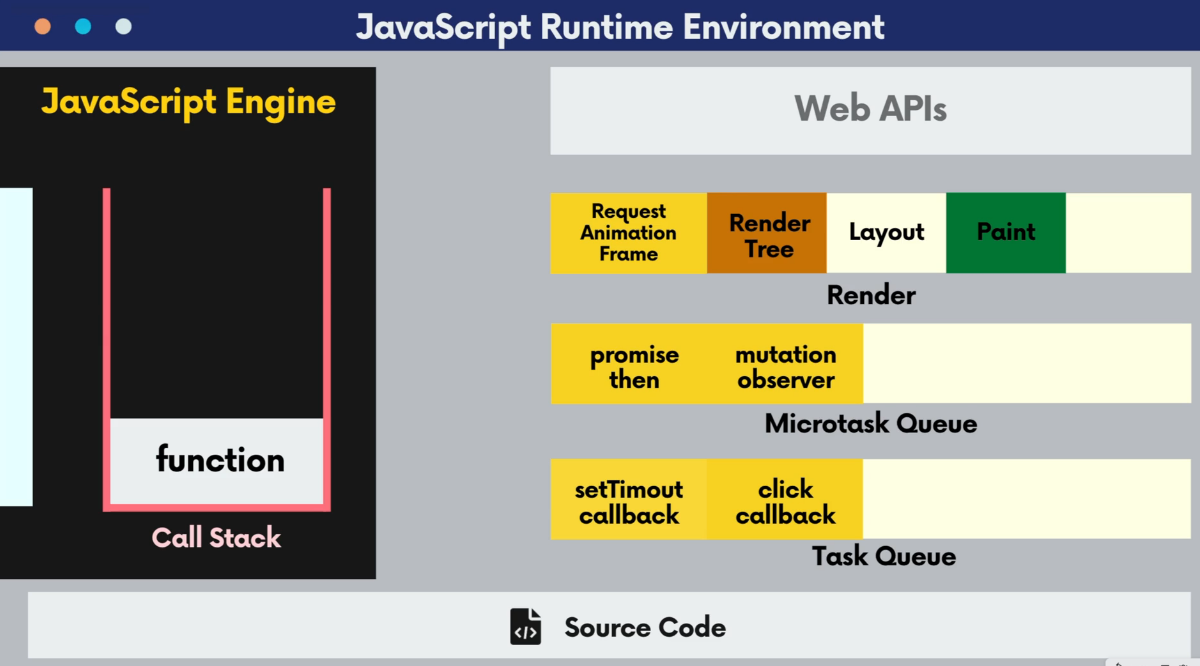 JavaScript Runtime Environment
JavaScript Engine
function
Call Stack
Web APIs
Request
Animation
Frame
Render
Tree
Layout
Paint
Render
promise
then
mutation
observer
Microtask Queue
setTimout
callback
click
callback
Task Queue
</> Source Code